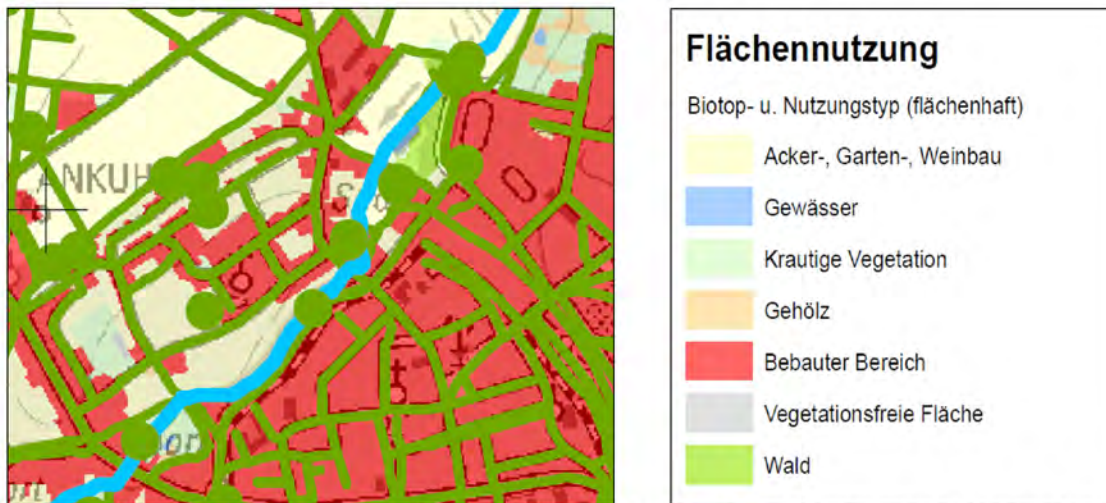 ANKUH
Flächennutzung
Biotop- u. Nutzungstyp (flächenhaft)
Acker-, Garten-, Weinbau
Gewässer
Krautige Vegetation
Gehölz
Bebauter Bereich
Vegetationsfreie Fläche
Wald